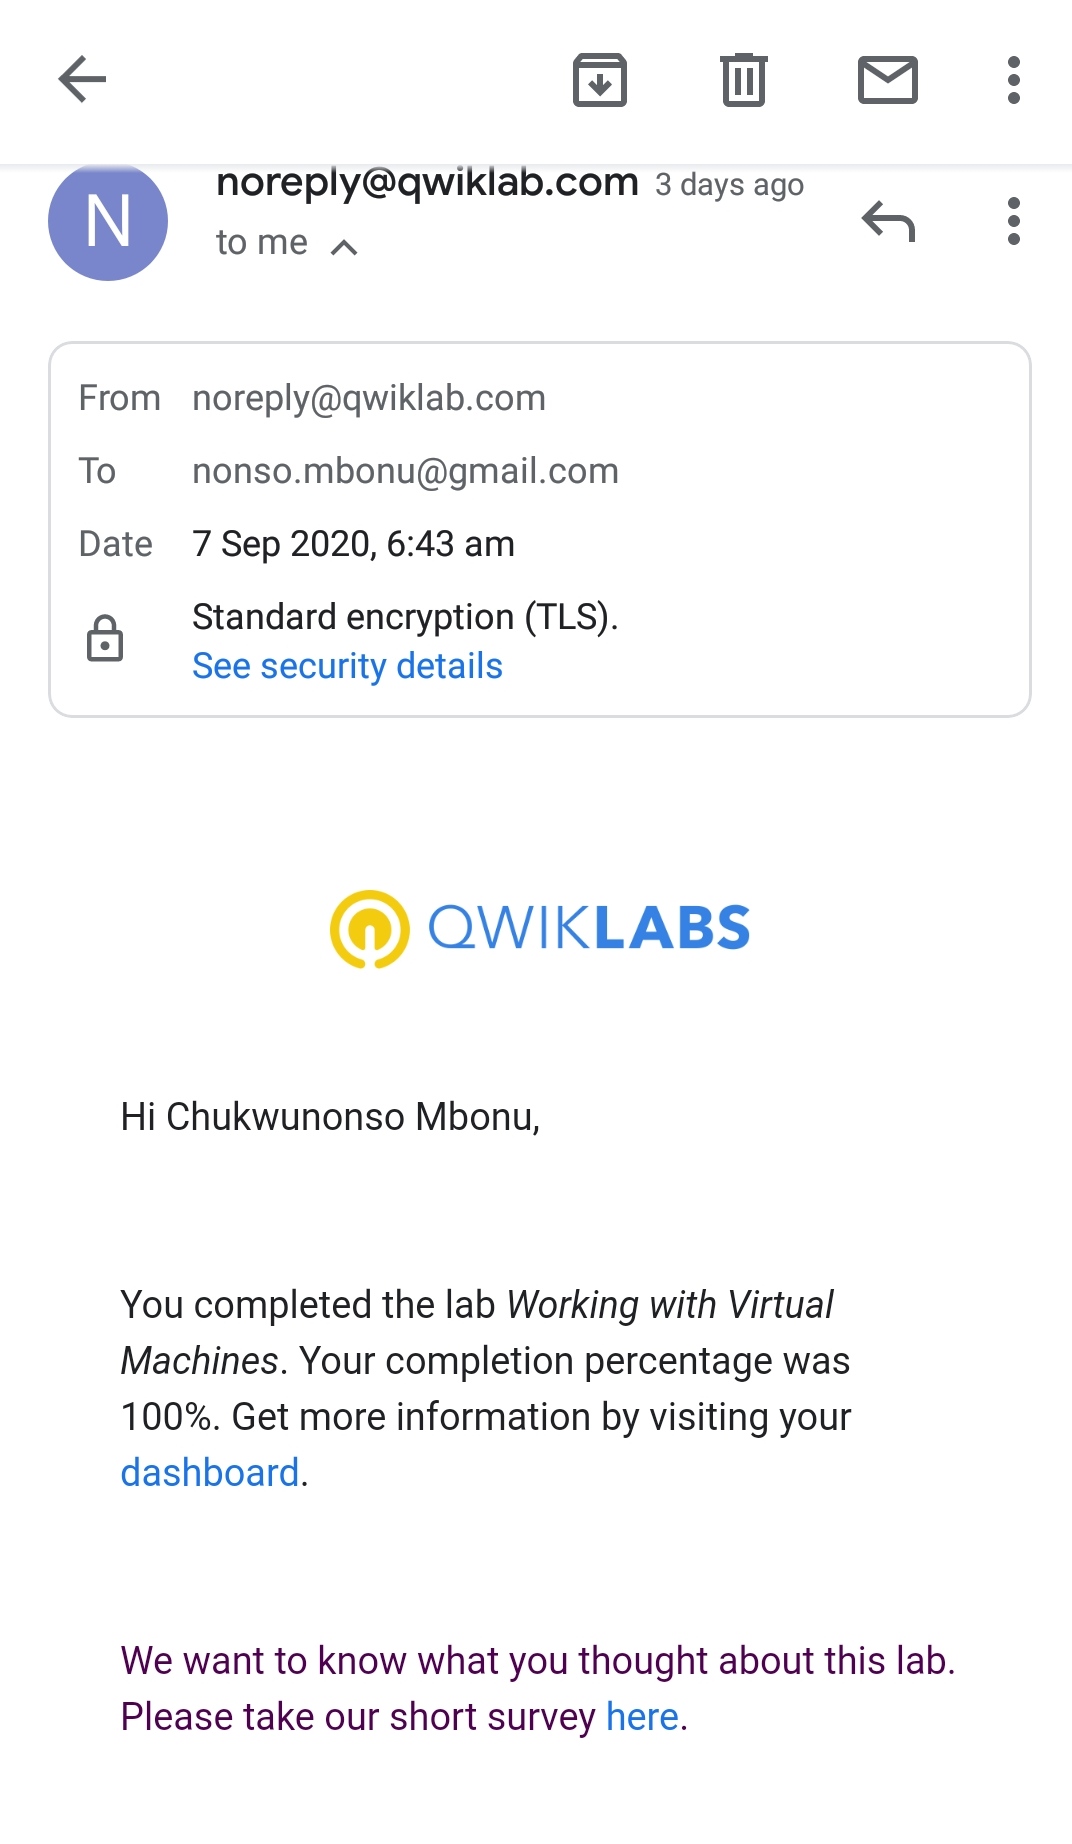 noreply@qwiklab.com 3 days ago
N
to me
From noreply@qwiklab.com
To nonso.mbonu@gmail.com
Date 7 Sep 2020, 6:43 am
Standard encryption (TLS).
See security details
QWIKLABS
Hi Chukwunonso Mbonu,
You completed the lab Working with Virtual
Machines. Your completion percentage was
100%. Get more information by visiting your
dashboard.
We want to know what you thought about this lab.
Please take our short survey here.